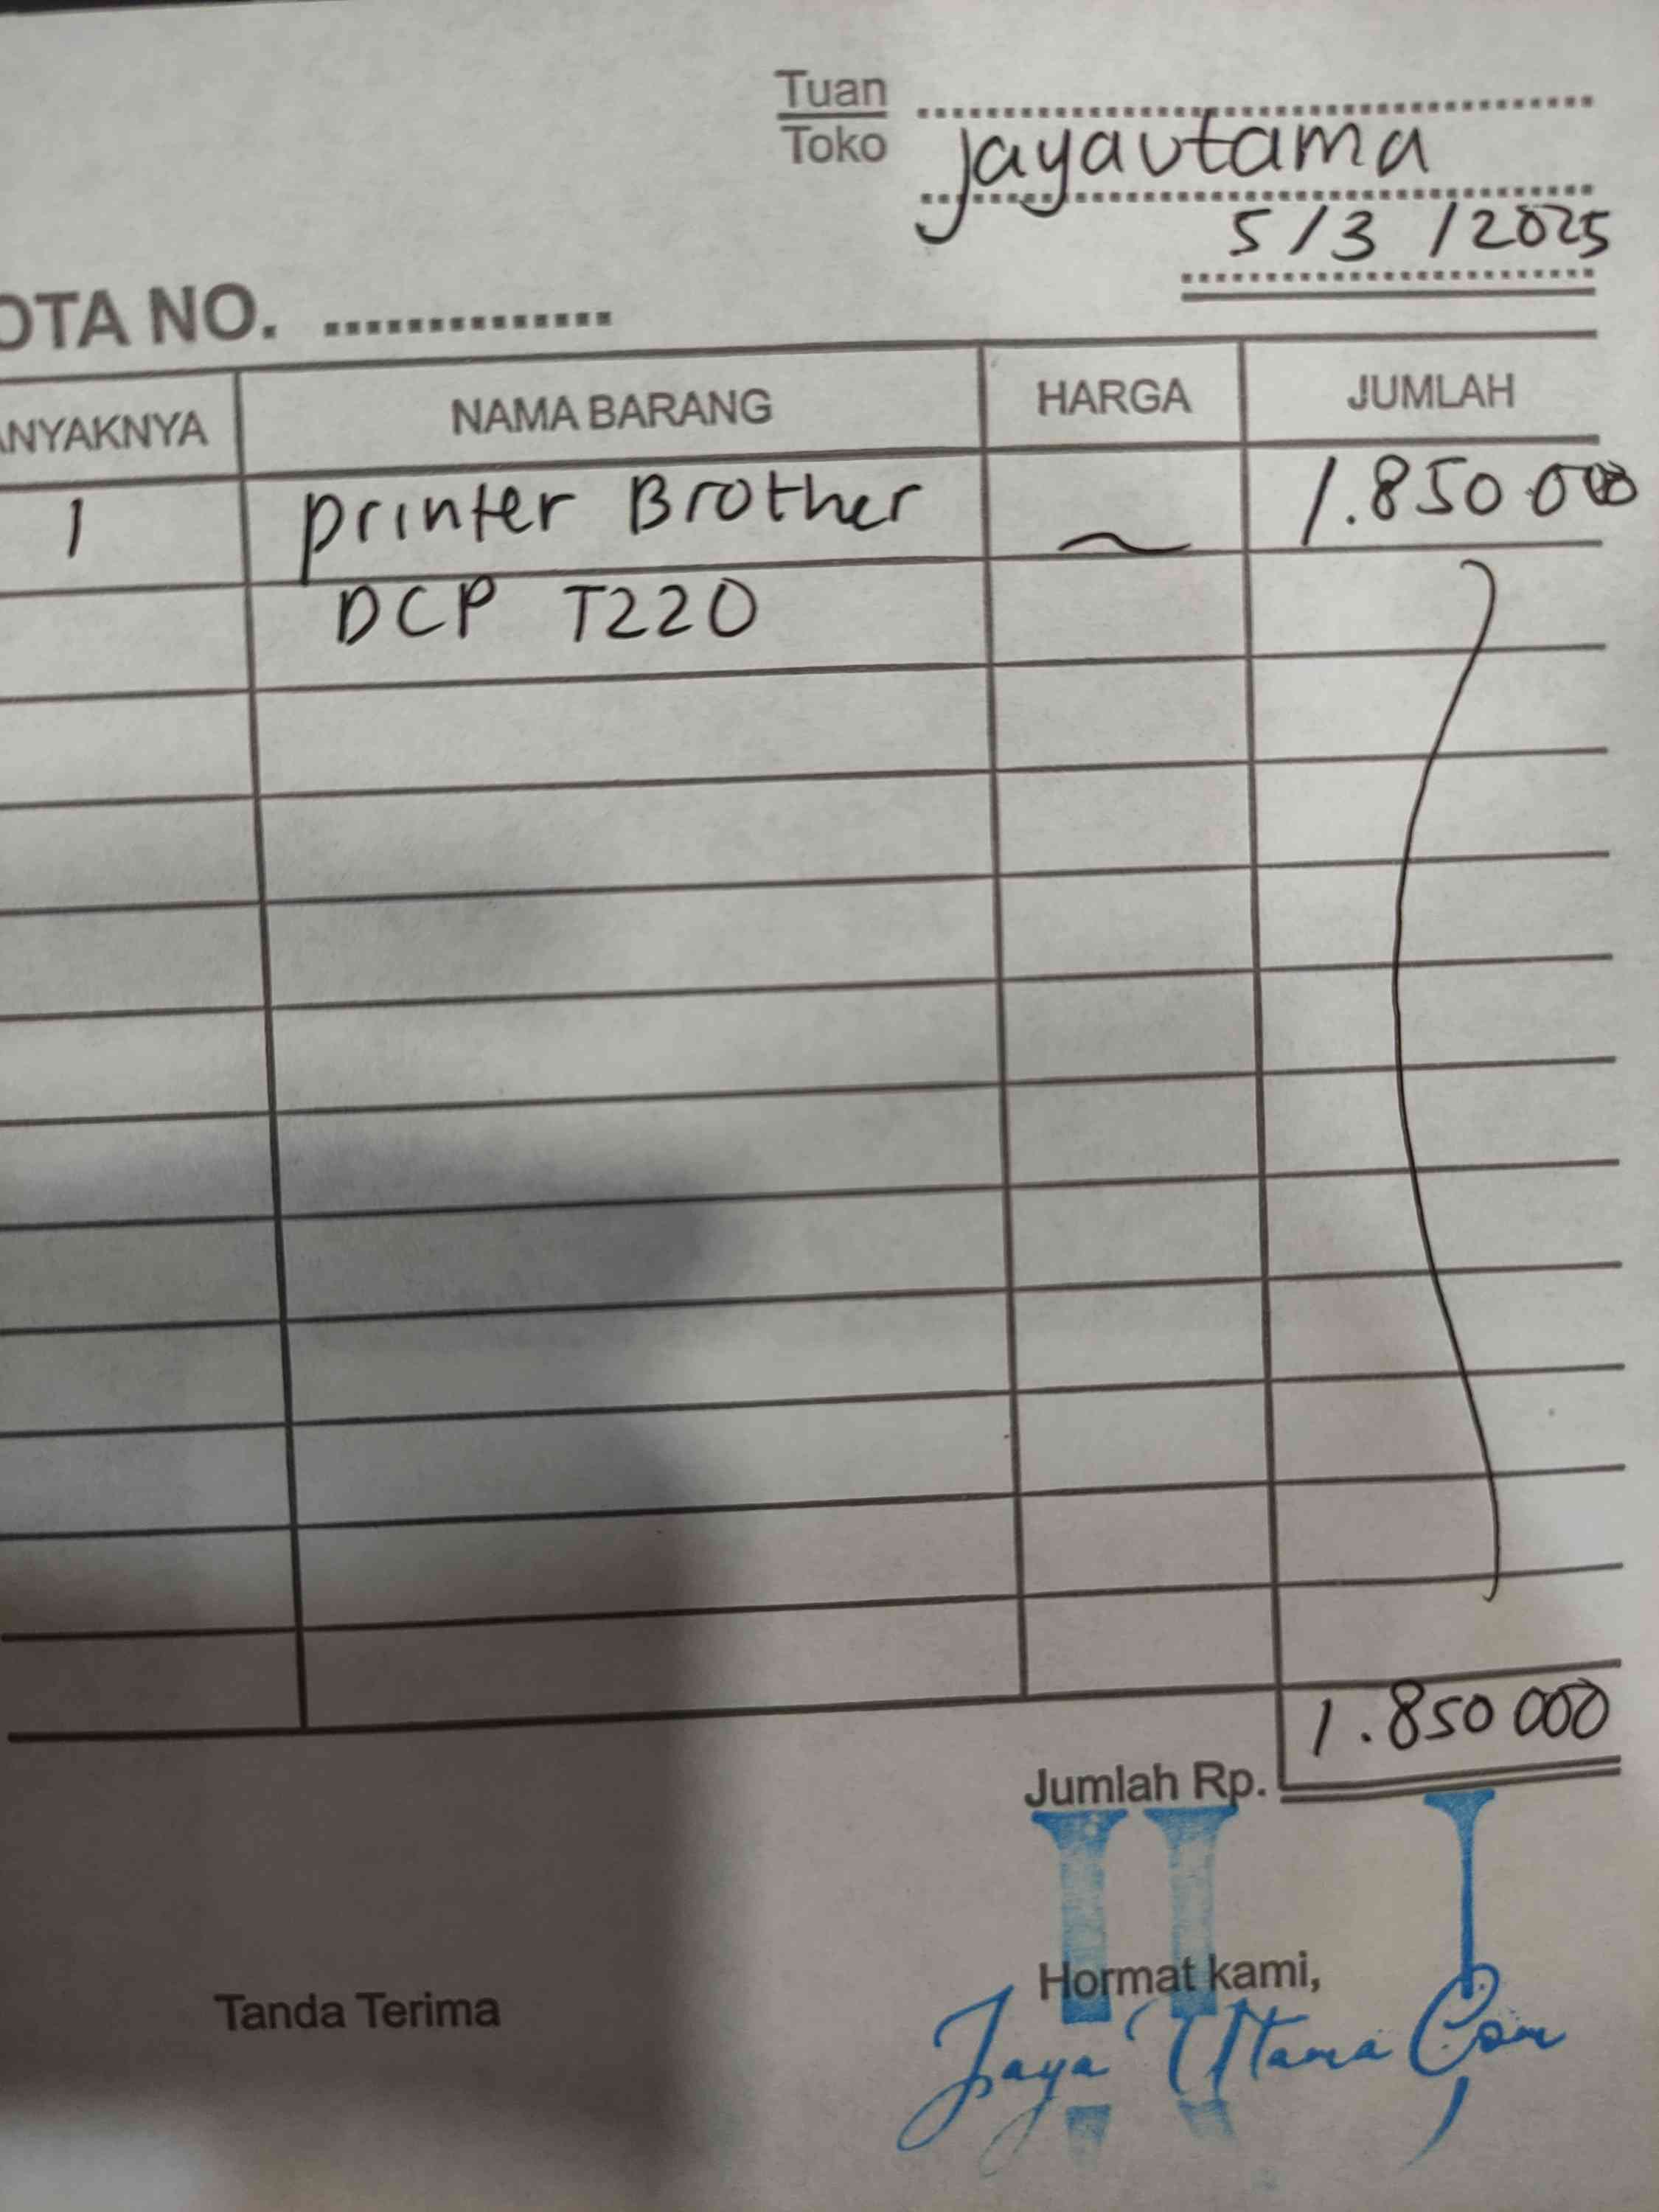 Tuan
Toko jayautama
5/3/2025
OTA NO. ..............
ANYAKNYA NAMA BARANG HARGA JUMLAH
1 printer Brother ~ 1.850.000
DCP T220
1.850 000
Jumlah Rp.
Tanda Terima Hormat kami,
Jaya Utama Com